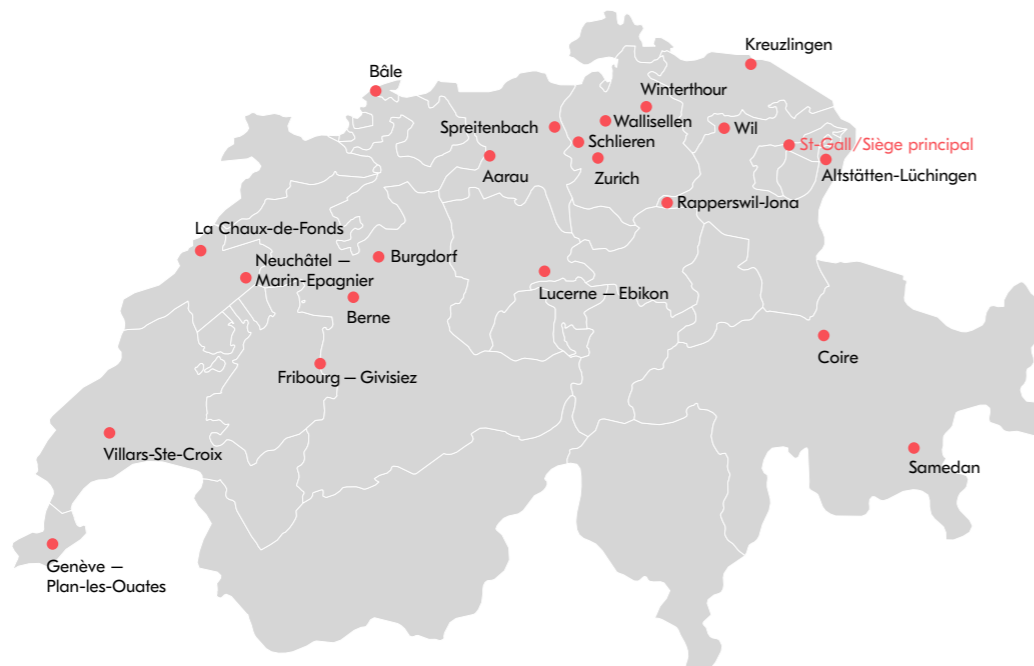 Kreuzlingen
Bâle
Winterthour
Spreitenbach
Wallisellen
Wil
Schlieren
St-Gall/Siège principal
Aarau
Zurich
Altstätten-Lüchingen
Rapperswil-Jona
La Chaux-de-Fonds
Neuchâtel –
Marin-Epagnier
Burgdorf
Lucerne – Ebikon
Berne
Coire
Fribourg – Givisiez
Villars-Ste-Croix
Samedan
Genève –
Plan-les-Ouates